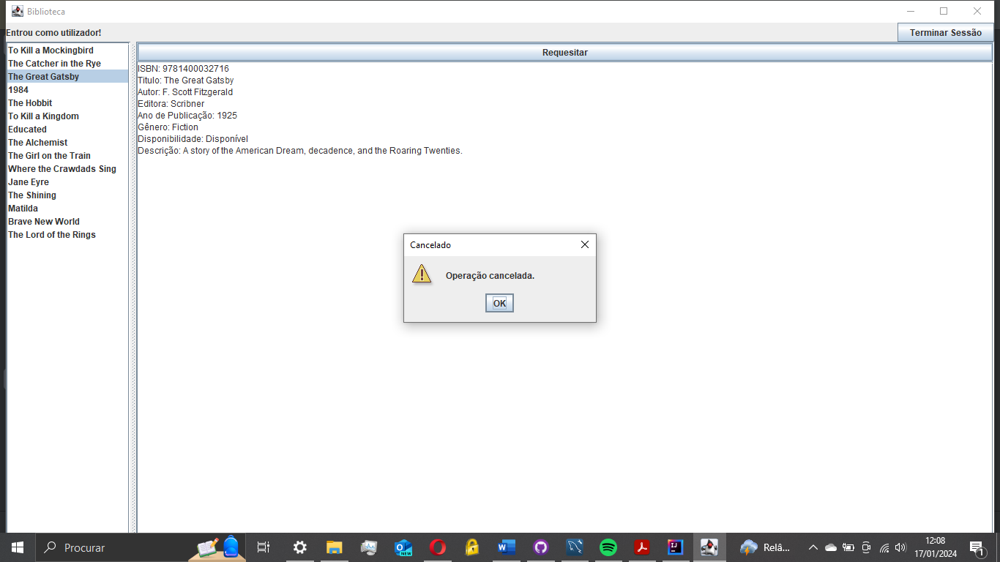 Biblioteca
Entrou como utilizador!
Terminar Sessão
To Kill a Mockingbird
The Catcher in the Rye
The Great Gatsby
1984
The Hobbit
To Kill a Kingdom
Educated
The Alchemist
The Girl on the Train
Where the Crawdads Sing
Jane Eyre
The Shining
Matilda
Brave New World
The Lord of the Rings
Requesitar
ISBN: 9781400032716
Titulo: The Great Gatsby
Autor: F. Scott Fitzgerald
Editora: Scribner
Ano de Publicação: 1925
Gênero: Fiction
Disponibilidade: Disponível
Descrição: A story of the American Dream, decadence, and the Roaring Twenties.
Cancelado
Operação cancelada.
OK
Procurar
NEW
W
IJ
Relâ...
12:08
17/01/2024
1